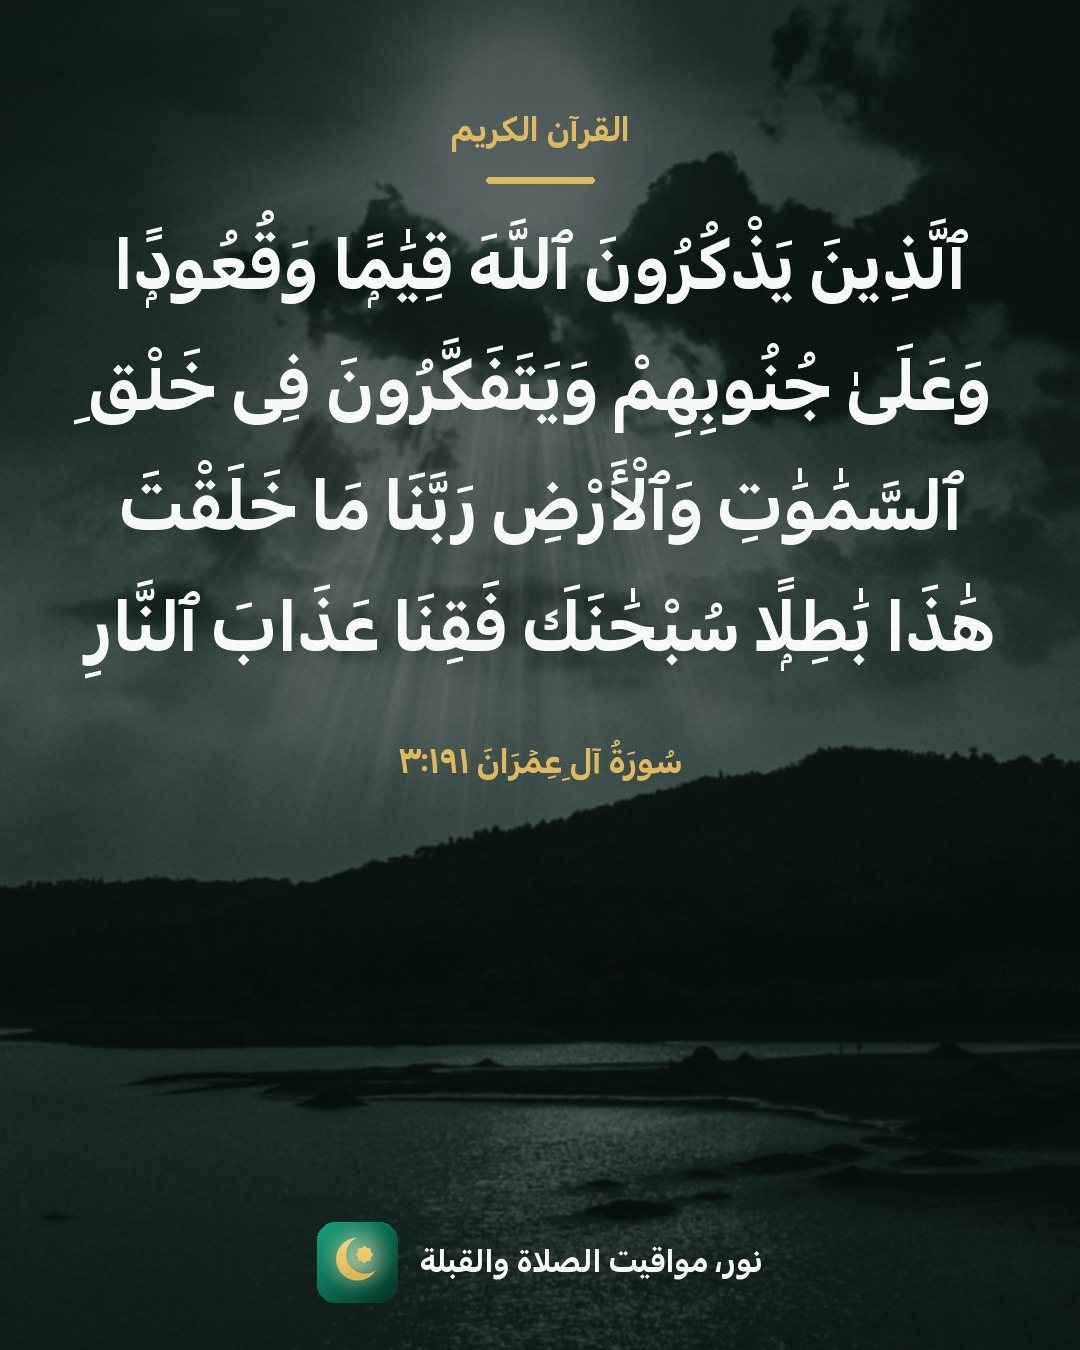 القرآن الكريم
ٱلَّذِينَ يَذْكُرُونَ ٱللَّهَ قِيَٰمًۭا وَقُعُودًۭا
وَعَلَىٰ جُنُوبِهِمْ وَيَتَفَكَّرُونَ فِى خَلْقِ
ٱلسَّمَٰوَٰتِ وَٱلْأَرْضِ رَبَّنَا مَا خَلَقْتَ
هَٰذَا بَٰطِلًۭا سُبْحَٰنَكَ فَقِنَا عَذَابَ ٱلنَّارِ
سُورَةُ آلِ عِمۡرَانَ ٣:١٩١
نور، مواقيت الصلاة والقبلة